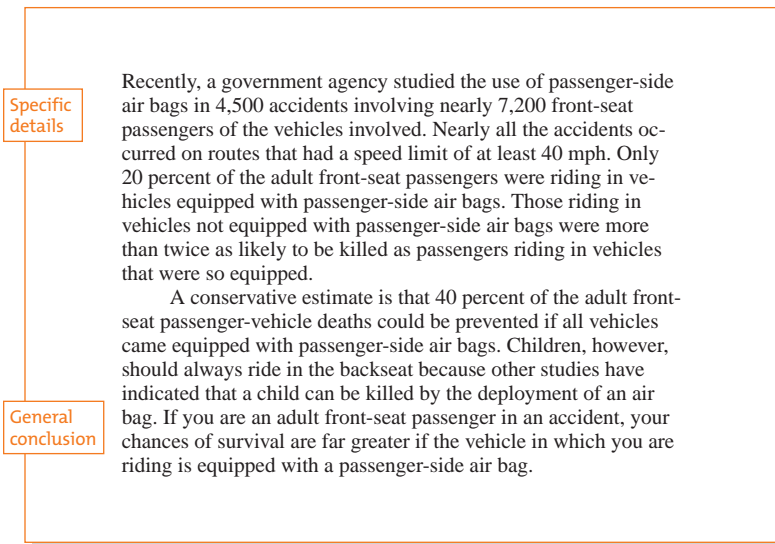 Specific
details
Recently, a government agency studied the use of passenger-side
air bags in 4,500 accidents involving nearly 7,200 front-seat
passengers of the vehicles involved. Nearly all the accidents oc-
curred on routes that had a speed limit of at least 40 mph. Only
20 percent of the adult front-seat passengers were riding in ve-
hicles equipped with passenger-side air bags. Those riding in
vehicles not equipped with passenger-side air bags were more
than twice as likely to be killed as passengers riding in vehicles
that were so equipped.
A conservative estimate is that 40 percent of the adult front-
seat passenger-vehicle deaths could be prevented if all vehicles
came equipped with passenger-side air bags. Children, however,
should always ride in the backseat because other studies have
indicated that a child can be killed by the deployment of an air
General
conclusion
bag. If you are an adult front-seat passenger in an accident, your
chances of survival are far greater if the vehicle in which you are
riding is equipped with a passenger-side air bag.